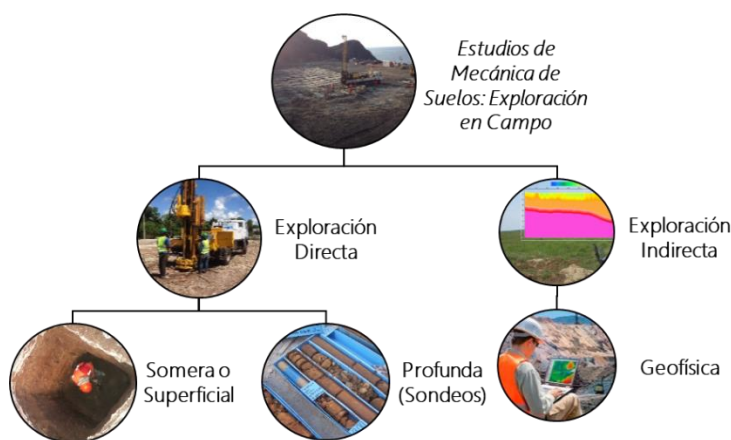 Estudios de
Mecánica de
Suelos: Exploración
en Campo
Exploración
Directa
Exploración
Indirecta
Somera o
Superficial
Profunda
(Sondeos)
Geofísica